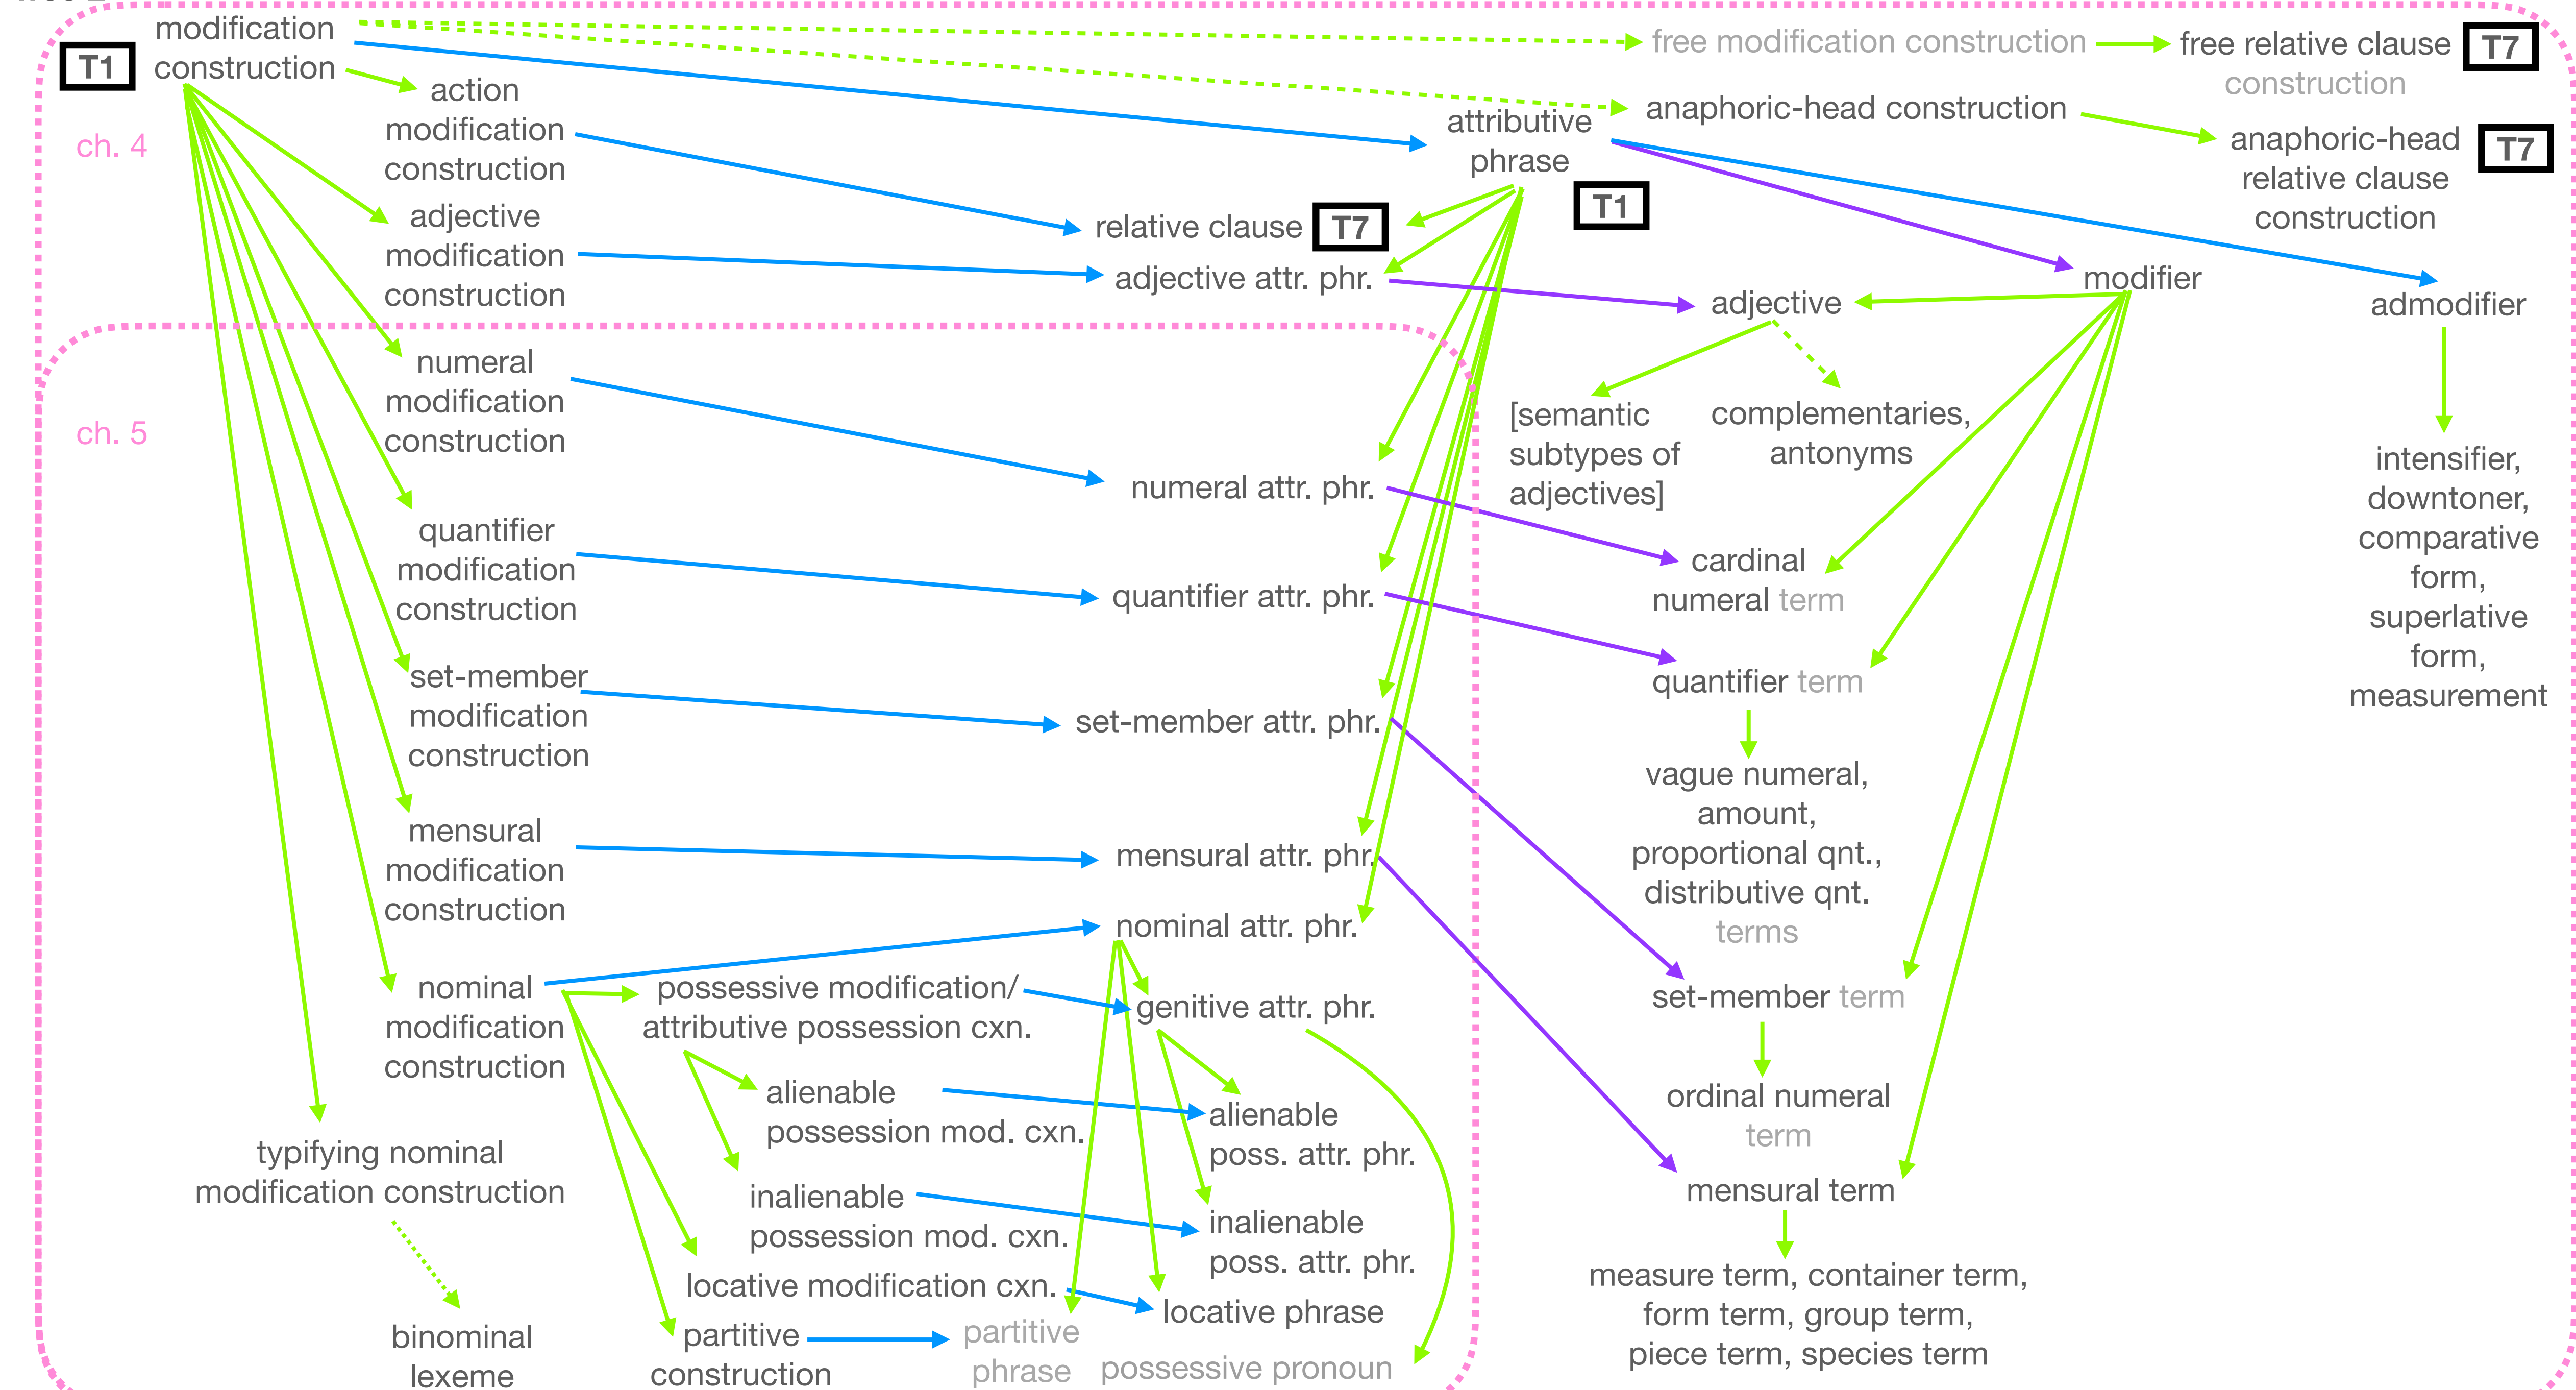 modification
construction
T1
free modification construction
free relative clause
construction
T7
action
modification
construction
ch. 4
attributive
phrase
T1
anaphoric-head construction
anaphoric-head
relative clause
construction
T7
adjective
modification
construction
relative clause
T7
adjective attr. phr.
adjective
modifier
admodifier
ch. 5
numeral
modification
construction
numeral attr. phr.
[semantic
subtypes of
adjectives]
complementaries,
antonyms
intensifier,
downtoner,
comparative
form,
superlative
form,
measurement
quantifier
modification
construction
quantifier attr. phr.
cardinal
numeral term
quantifier term
set-member
modification
construction
set-member attr. phr.
vague numeral,
amount,
proportional qnt.,
distributive qnt.
terms
mensural
modification
construction
mensural attr. phr.
nominal attr. phr.
nominal
modification
construction
possessive modification/
attributive possession cxn.
genitive attr. phr.
set-member term
alienable
possession mod. cxn.
alienable
poss. attr. phr.
ordinal numeral
term
typifying nominal
modification construction
inalienable
possession mod. cxn.
inalienable
poss. attr. phr.
mensural term
locative modification cxn.
locative phrase
measure term, container term,
form term, group term,
piece term, species term
binominal
lexeme
partitive
construction
partitive
phrase
possessive pronoun